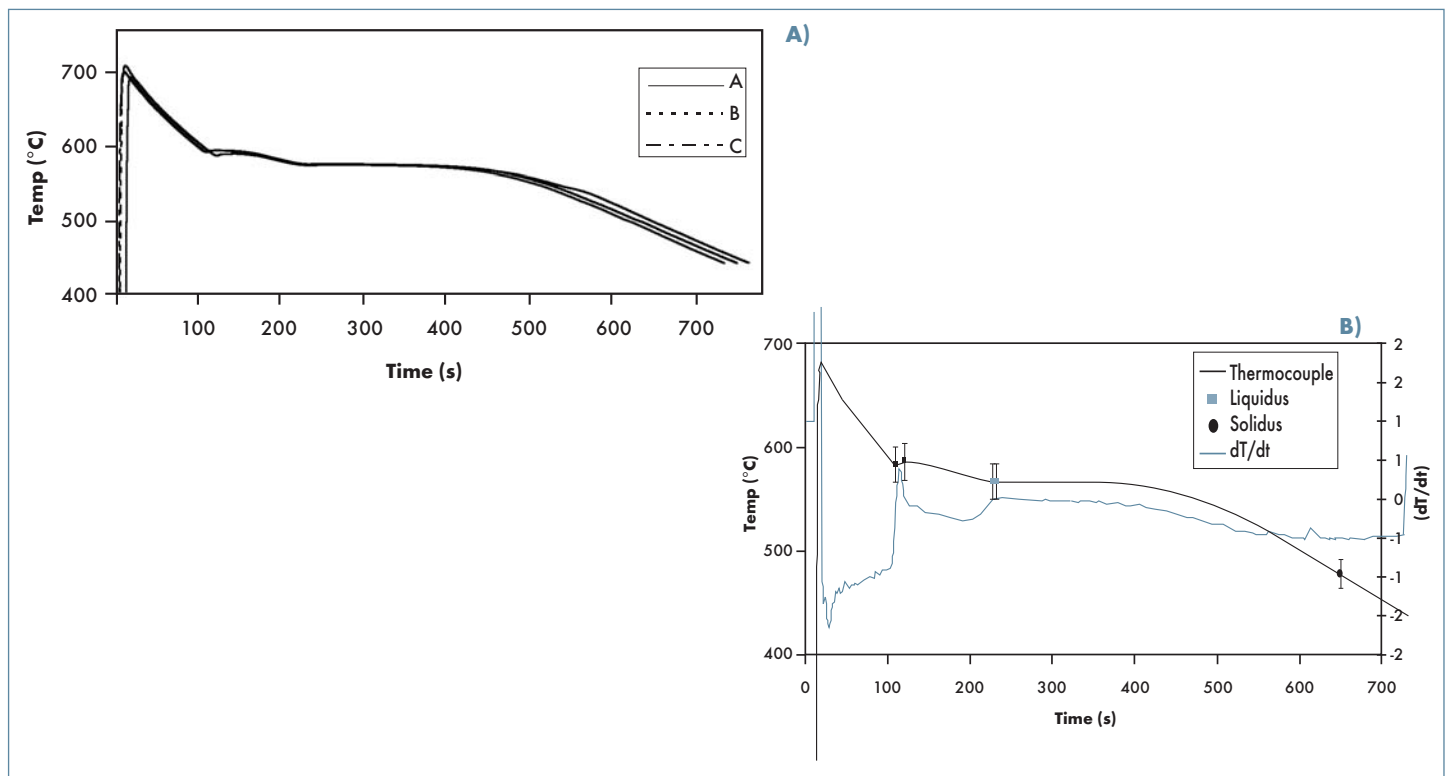 A)
700
600
500
400
Temp (°C)
A
B
C
100 200 300 400 500 600 700
Time (s)
B)
700
600
500
400
Temp (°C)
Thermocouple
Liquidus
Solidus
dT/dt
2
2
1
1
0
-1
-1
-2
-2
(dT/dt)
0 100 200 300 400 500 600 700
Time (s)